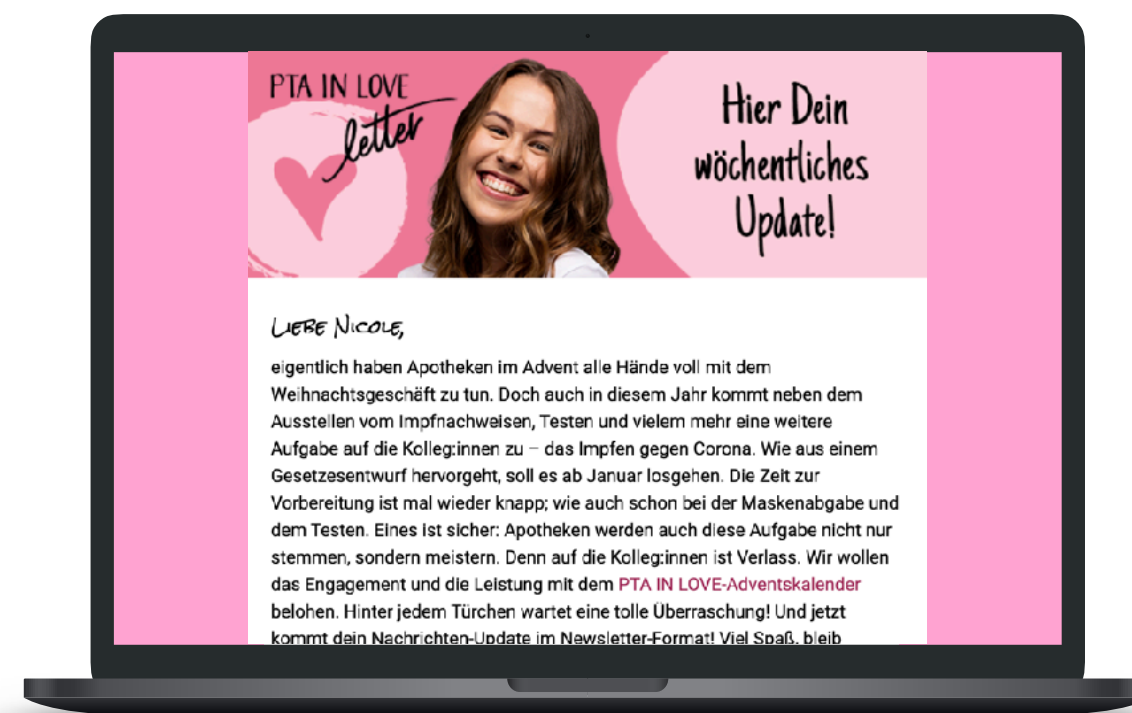 PTA IN LOVE
letter
Hier Dein
wöchentliches
Update!
LIEBE NICOLE,
eigentlich haben Apotheken im Advent alle Hände voll mit dem
Weihnachtsgeschäft zu tun. Doch auch in diesem Jahr kommt neben dem
Ausstellen vom Impfnachweisen, Testen und vielem mehr eine weitere
Aufgabe auf die Kolleg:innen zu – das Impfen gegen Corona. Wie aus einem
Gesetzesentwurf hervorgeht, soll es ab Januar losgehen. Die Zeit zur
Vorbereitung ist mal wieder knapp; wie auch schon bei der Maskenabgabe und
dem Testen. Eines ist sicher: Apotheken werden auch diese Aufgabe nicht nur
stemmen, sondern meistern. Denn auf die Kolleg:innen ist Verlass. Wir wollen
das Engagement und die Leistung mit dem PTA IN LOVE-Adventskalender
belohen. Hinter jedem Türchen wartet eine tolle Überraschung! Und jetzt
kommt dein Nachrichten-Update im Newsletter-Format! Viel Spaß, bleib